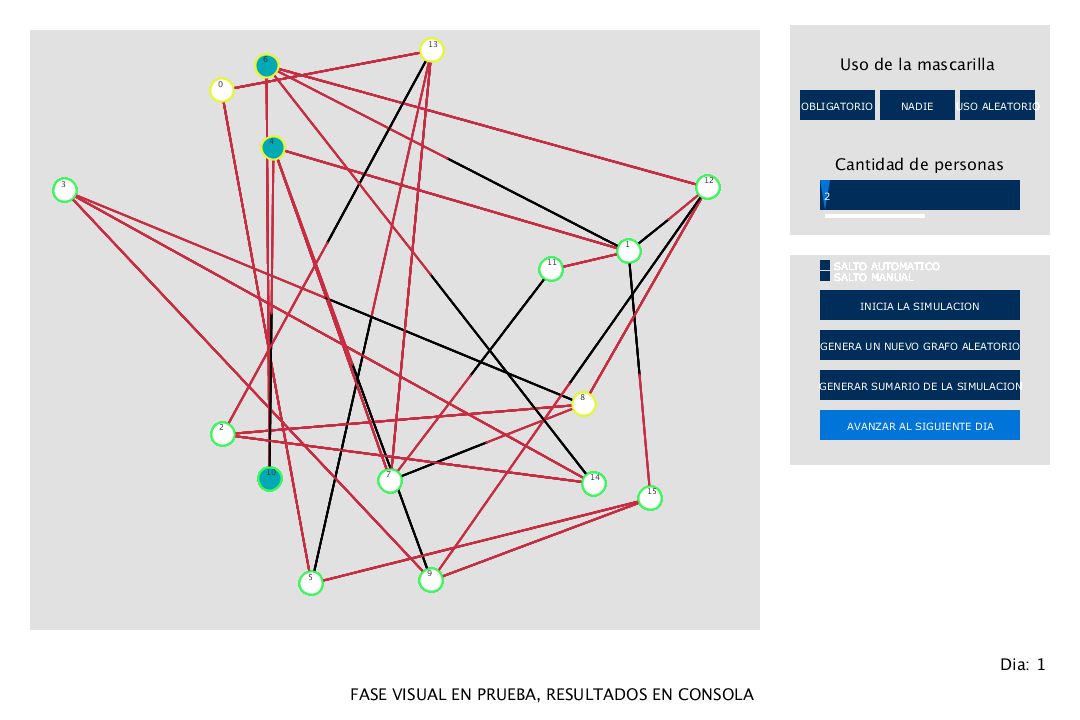 13
6
0
4
3
12
1
11
8
2
10
7
14
15
5
9
Uso de la mascarilla
OBLIGATORIO
NADIE
USO ALEATORIO
Cantidad de personas
2
SALTO AUTOMATICO
SALTO MANUAL
INICIA LA SIMULACION
GENERA UN NUEVO GRAFO ALEATORIO
GENERAR SUMARIO DE LA SIMULACION
AVANZAR AL SIGUIENTE DIA
Dia: 1
FASE VISUAL EN PRUEBA, RESULTADOS EN CONSOLA